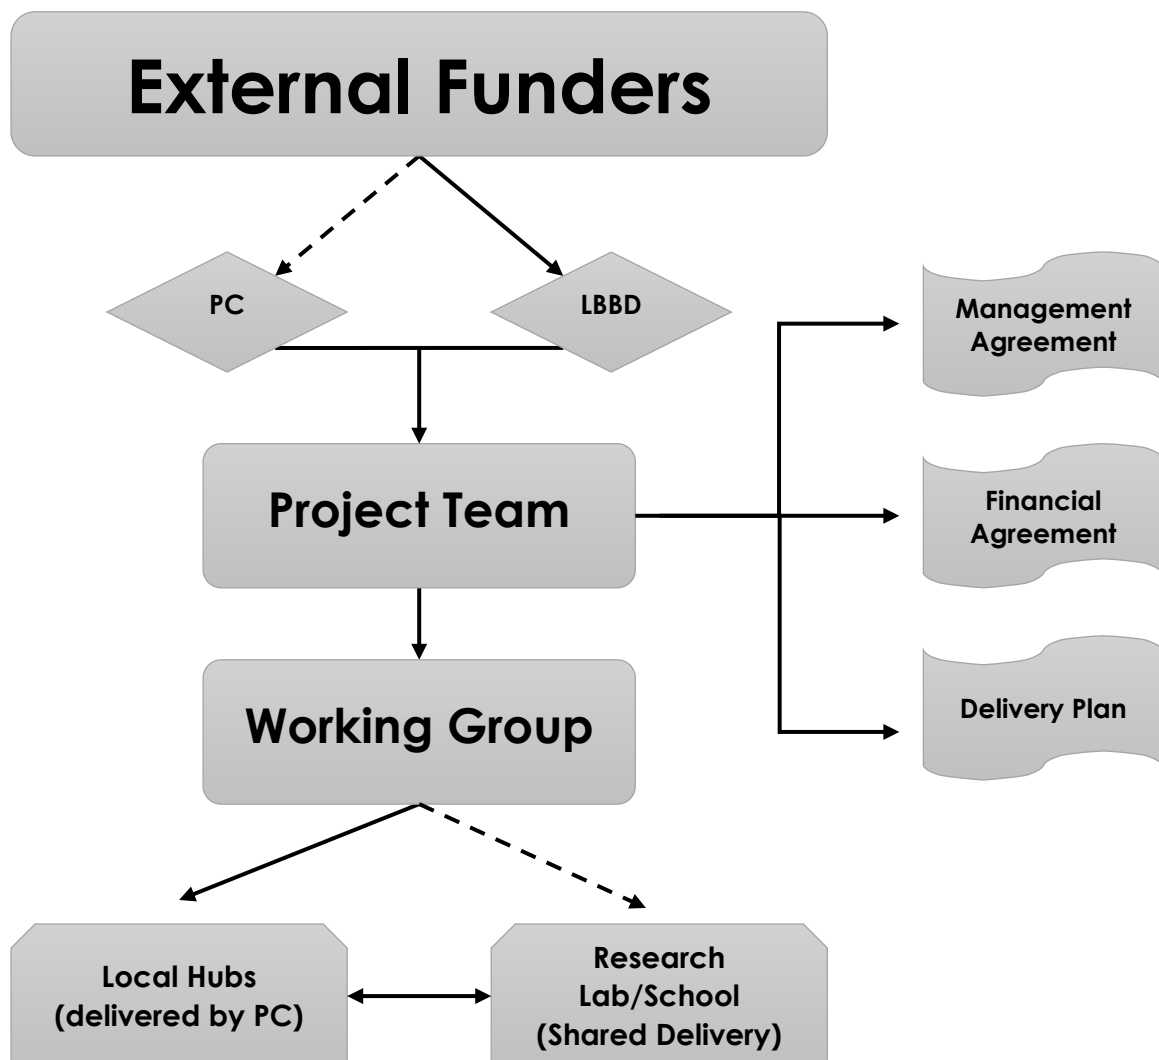 External Funders
PC
LBBD
Management
Agreement
Project Team
Financial
Agreement
Working Group
Delivery Plan
Local Hubs
(delivered by PC)
Research
Lab/School
(Shared Delivery)